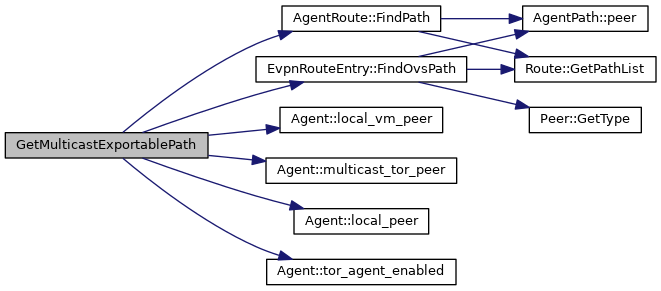 GetMulticastExportablePath
AgentRoute::FindPath
AgentPath::peer
EvpnRouteEntry::FindOvsPath
Route::GetPathList
Agent::local_vm_peer
Peer::GetType
Agent::multicast_tor_peer
Agent::local_peer
Agent::tor_agent_enabled